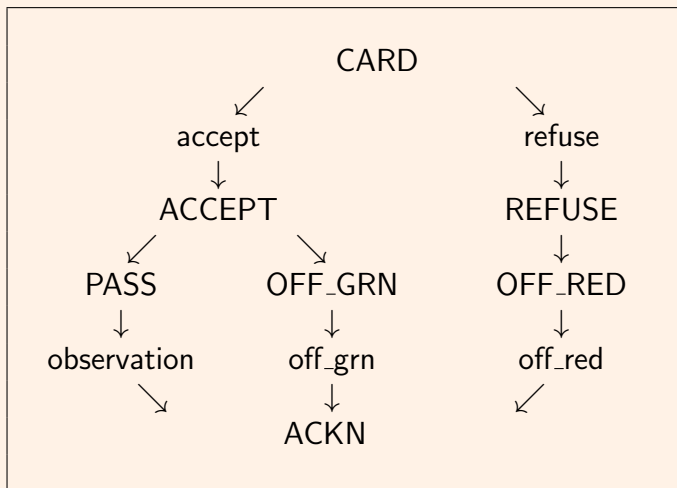 CARD
accept refuse
ACCEPT REFUSE
PASS OFF_GRN OFF_RED
observation off_grn off_red
ACKN